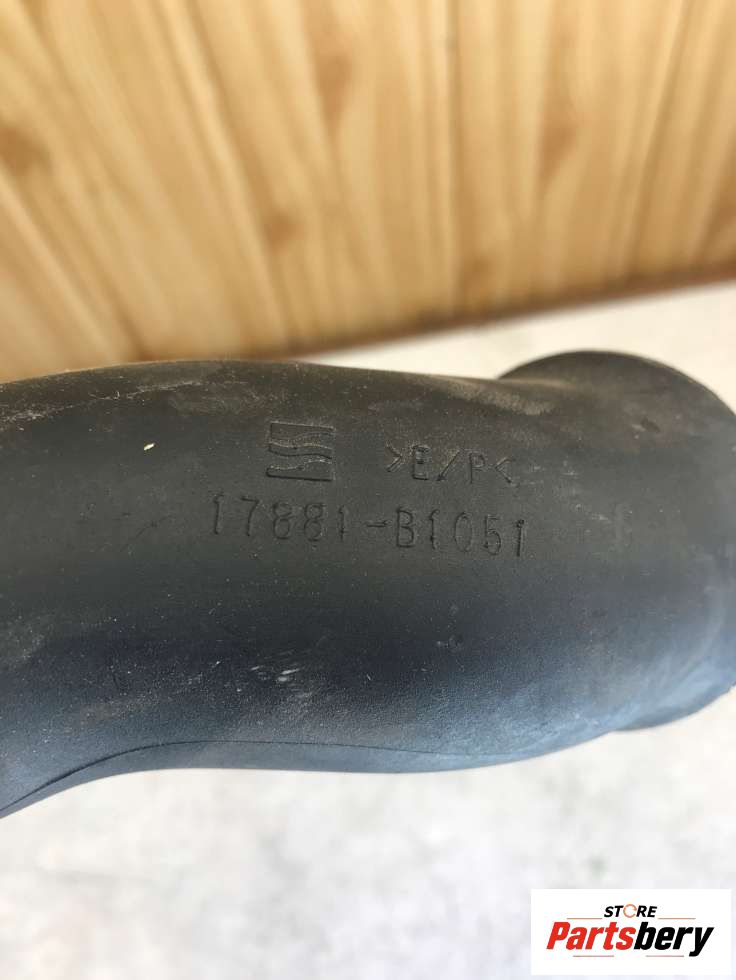 >E/P<
17881-B1051
STORE
Partsbery